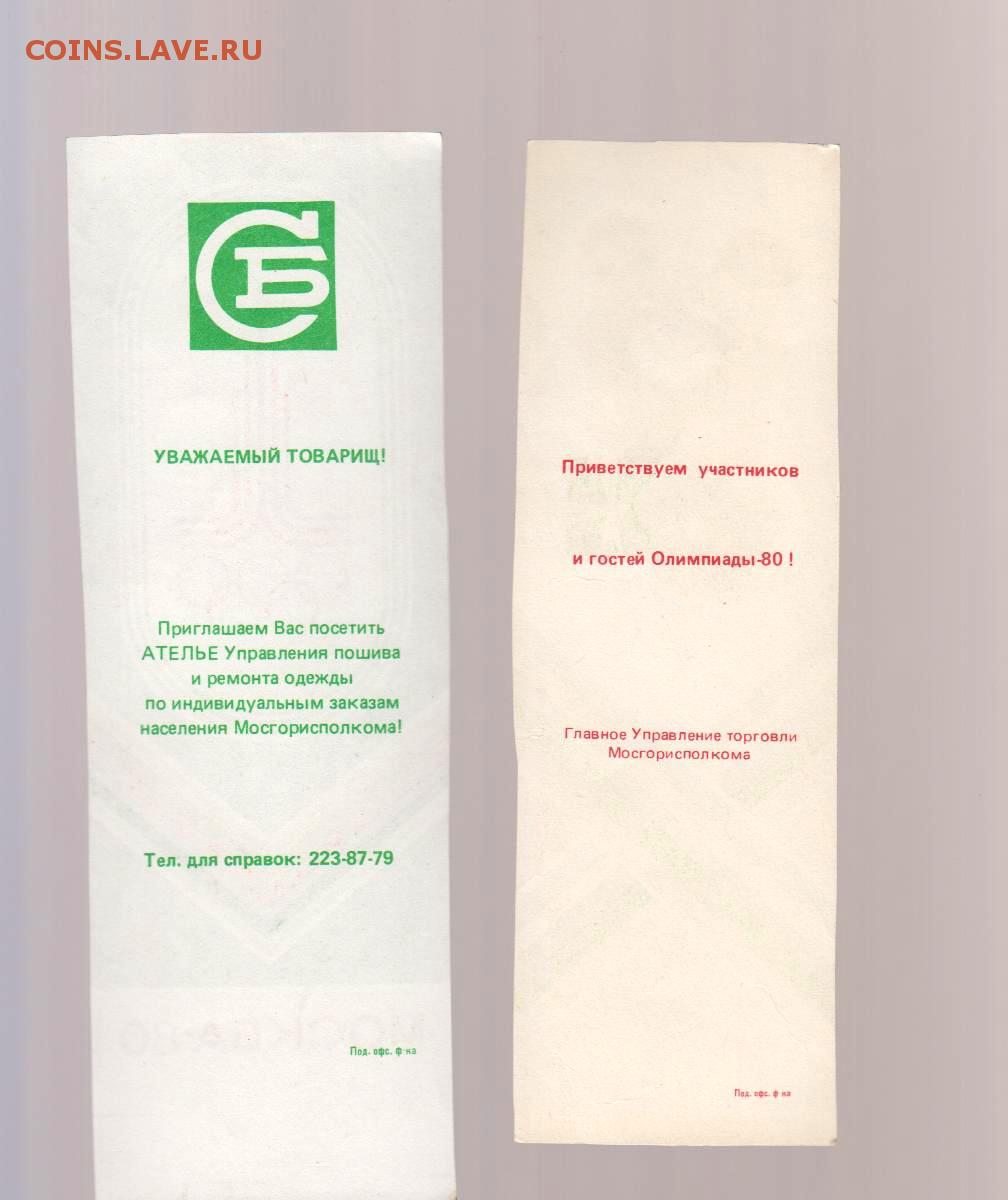 COINS.LAVE.RU
СБ
УВАЖАЕМЫЙ ТОВАРИЩ!
Приглашаем Вас посетить
АТЕЛЬЕ Управления пошива
и ремонта одежды
по индивидуальным заказам
населения Мосгорисполкома!
Тел. для справок: 223-87-79
Под. офс. ф-ка
Приветствуем участников
и гостей Олимпиады-80 !
Главное Управление торговли
Мосгорисполкома
Под. офс. ф-ка